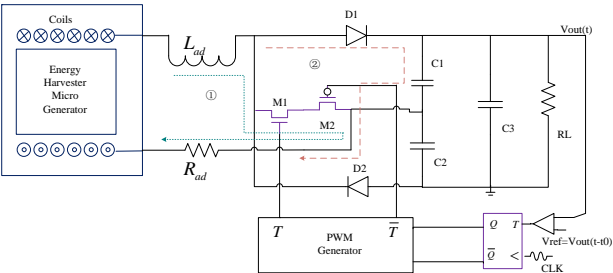 Coils
Energy
Harvester
Micro
Generator
L_ad
①
R_ad
D1
②
M1
M2
C1
C2
D2
C3
RL
Vout(t)
T
T̅
PWM
Generator
Q
T
Q̅
<
Vref=Vout(t-t0)
CLK